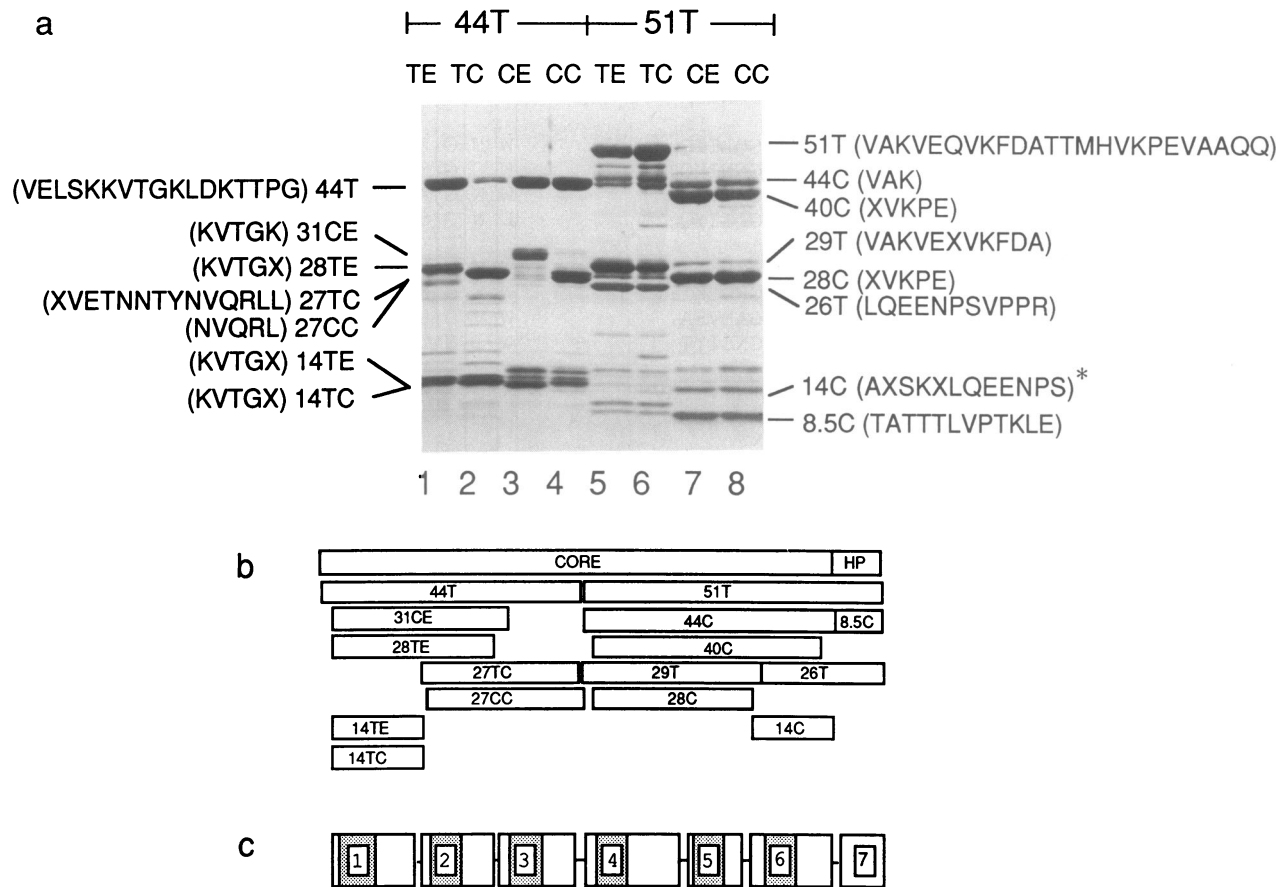 a
44T 51T
TE TC CE CC TE TC CE CC
(VELSKKVTGKLDKTTPG) 44T
(KVTGK) 31CE
(KVTGX) 28TE
(XVETNNTYNVQRLL) 27TC
(NVQRL) 27CC
(KVTGX) 14TE
(KVTGX) 14TC
51T (VAKVEQVKFDATTMHVKPEVAAQQ)
44C (VAK)
40C (XVKPE)
29T (VAKVEXVKFDA)
28C (XVKPE)
26T (LQEENPSVPPR)
14C (AXSKXLQEENPS)*
8.5C (TATTTLVPTKLE)
1 2 3 4 5 6 7 8
b
CORE HP
44T 51T
31CE 44C 8.5C
28TE 40C
27TC 29T 26T
27CC 28C
14TE 14C
14TC
c
1 2 3 4 5 6 7